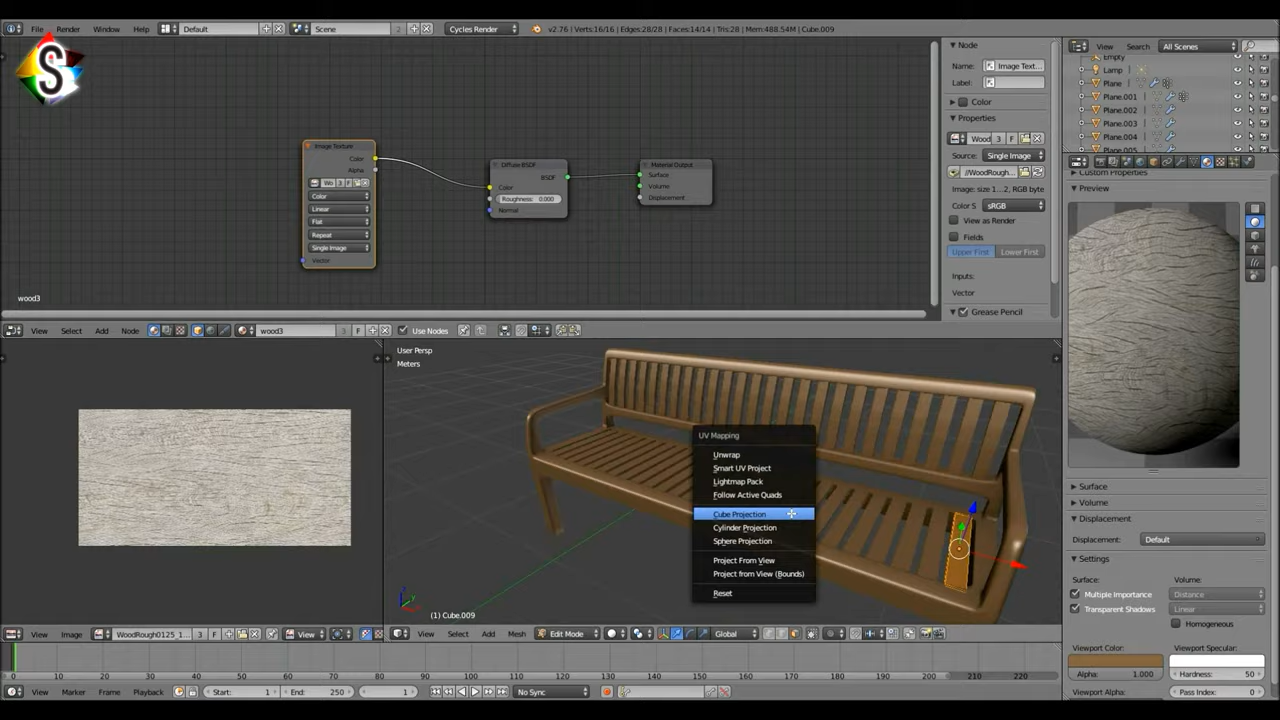 File Render Window Help Default Scene 2 Cycles Render v2.76 | Verts:16/16 | Edges:28/28 | Faces:14/14 | Tris:28 | Mem:488.54M | Cube.009 View Search All Scenes
S
Image Texture
Color
Alpha
Wo 3 F
Color
Linear
Flat
Repeat
Single Image
Vector
Diffuse BSDF
BSDF
Color
Roughness: 0.000
Normal
Material Output
Surface
Volume
Displacement
wood3
Node
Name: Image Text...
Label:
Color
Properties
Wood 3 F
Source: Single Image
//WoodRough...
Image: size 1...2, RGB byte
Color S sRGB
View as Render
Fields
Upper First Lower First
Inputs:
Vector
Grease Pencil
Empty
Lamp
Plane
Plane.001
Plane.002
Plane.003
Plane.004
Plane.005
Custom Properties
Preview
Surface
Volume
Displacement
Displacement: Default
Settings
Surface: Volume:
Multiple Importance Distance
Transparent Shadows Linear
Homogeneous
Viewport Color: Viewport Specular:
Alpha: 1.000 Hardness: 50
Viewport Alpha: Pass Index: 0
View Select Add Node wood3 3 F Use Nodes
User Persp
Meters
UV Mapping
Unwrap
Smart UV Project
Lightmap Pack
Follow Active Quads
Cube Projection
Cylinder Projection
Sphere Projection
Project From View
Project from View (Bounds)
Reset
(1) Cube.009
View Image WoodRough0125_1... 3 F View
View Select Add Mesh Edit Mode Global
0 10 20 30 40 50 60 70 80 90 100 110 120 130 140 150 160 170 180 190 200 210 220
View Marker Frame Playback Start: 1 End: 250 1 No Sync